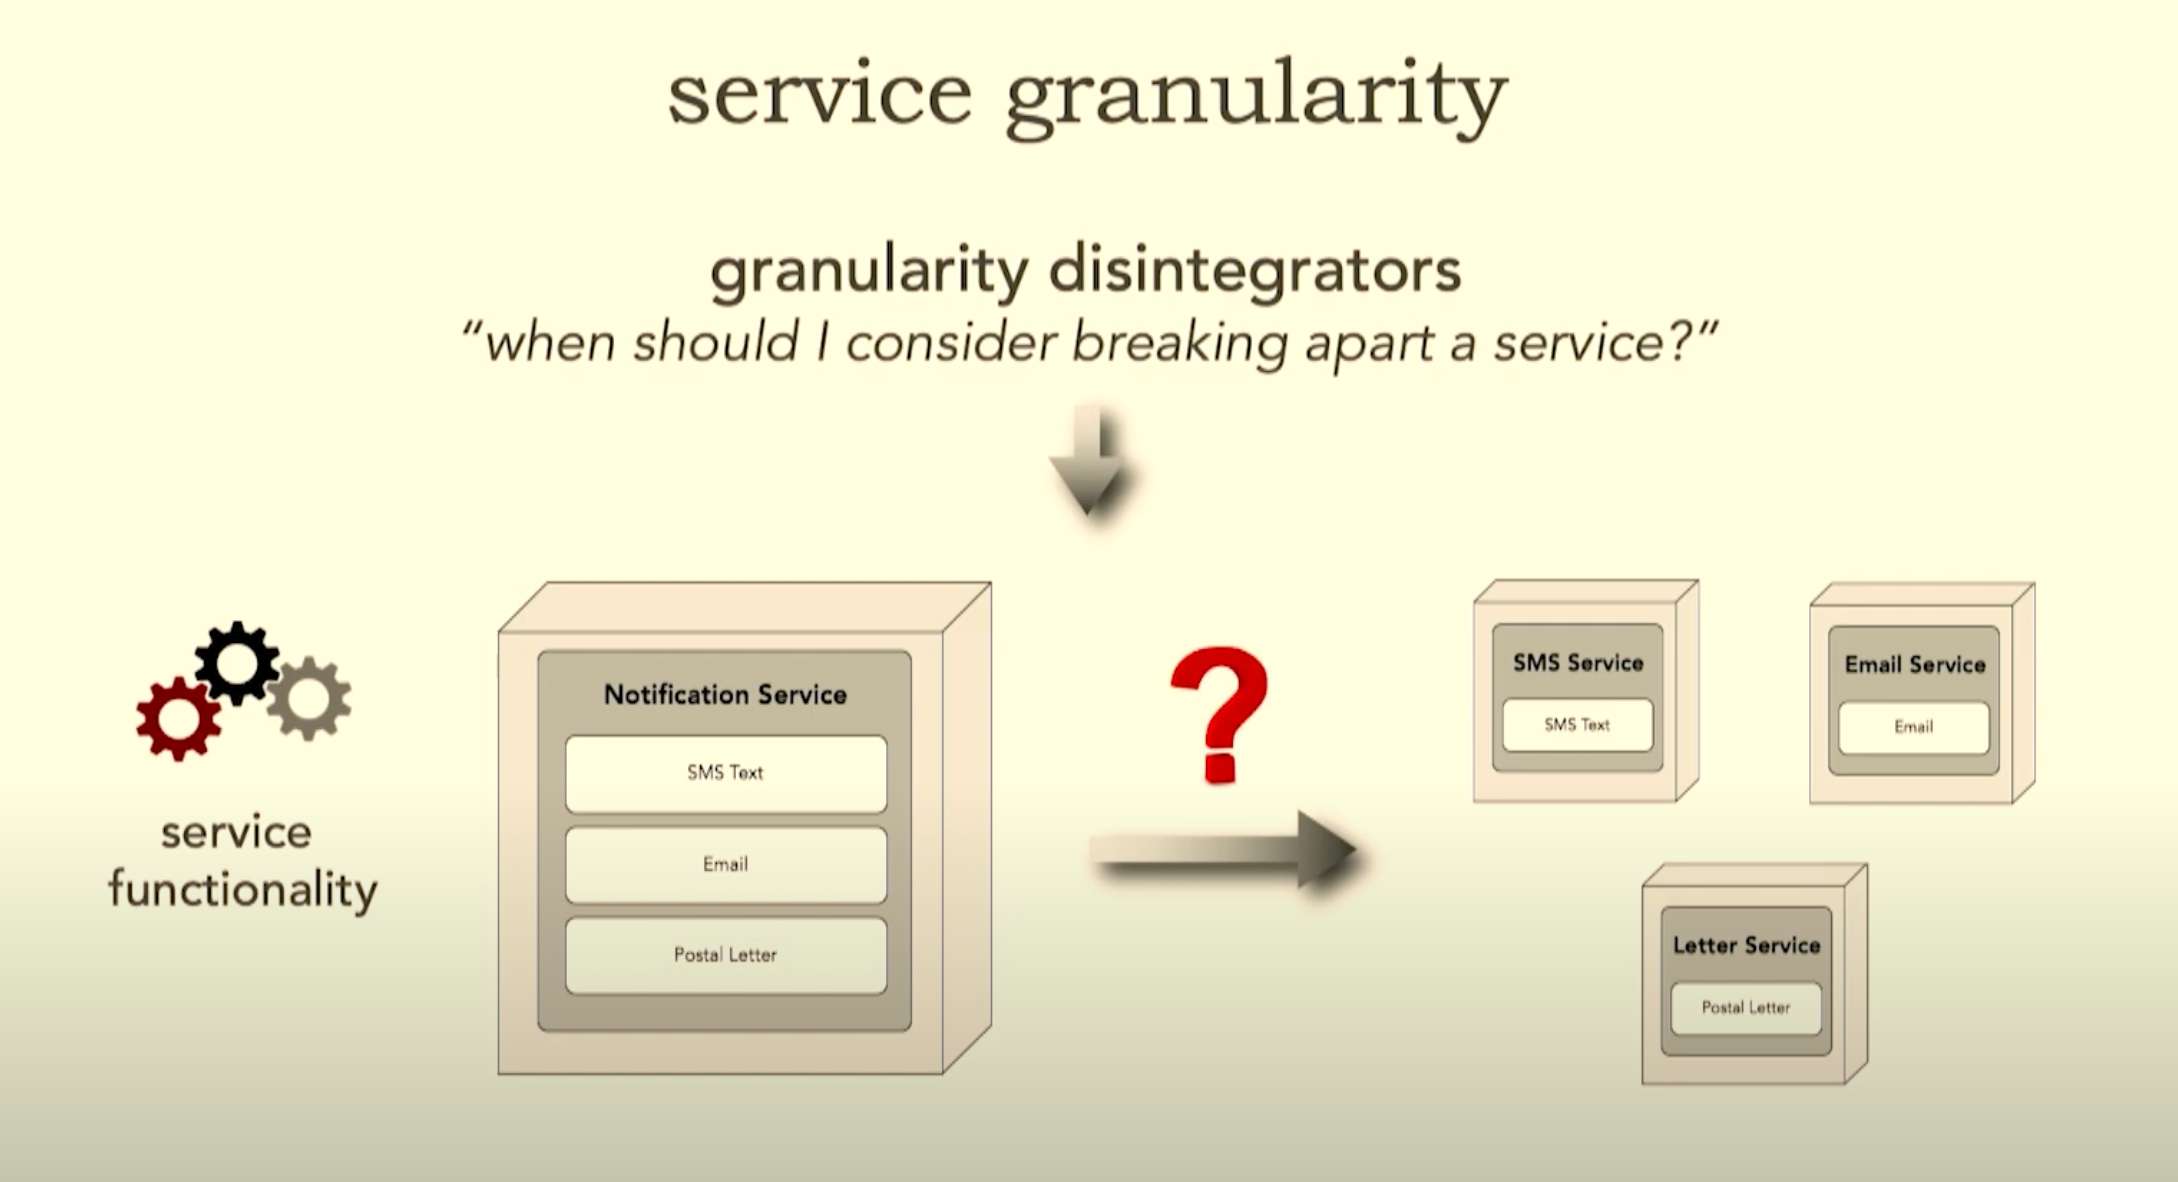 service granularity
granularity disintegrators
“when should I consider breaking apart a service?”
service
functionality
Notification Service
SMS Text
Email
Postal Letter
?
SMS Service
SMS Text
Email Service
Email
Letter Service
Postal Letter